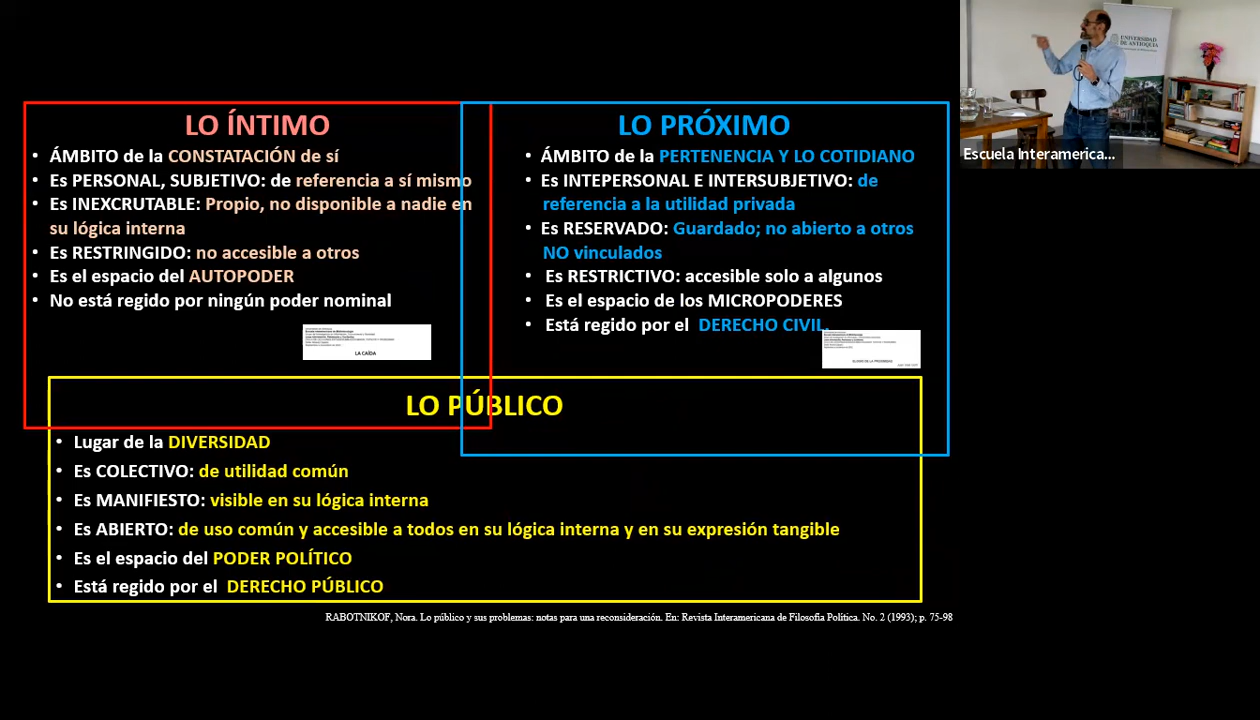 LO ÍNTIMO
• ÁMBITO de la CONSTATACIÓN de sí
• Es PERSONAL, SUBJETIVO: de referencia a sí mismo
• Es INEXCRUTABLE: Propio, no disponible a nadie en
su lógica interna
• Es RESTRINGIDO: no accesible a otros
• Es el espacio del AUTOPODER
• No está regido por ningún poder nominal
LA CAÍDA
LO PRÓXIMO
• ÁMBITO de la PERTENENCIA Y LO COTIDIANO
• Es INTEPERSONAL E INTERSUBJETIVO: de
referencia a la utilidad privada
• Es RESERVADO: Guardado; no abierto a otros
NO vinculados
• Es RESTRICTIVO: accesible solo a algunos
• Es el espacio de los MICROPODERES
• Está regido por el DERECHO CIVIL.
LO PÚBLICO
• Lugar de la DIVERSIDAD
• Es COLECTIVO: de utilidad común
• Es MANIFIESTO: visible en su lógica interna
• Es ABIERTO: de uso común y accesible a todos en su lógica interna y en su expresión tangible
• Es el espacio del PODER POLÍTICO
• Está regido por el DERECHO PÚBLICO
RABOTNIKOF, Nora. Lo público y sus problemas: notas para una reconsideración. En: Revista Interamericana de Filosofía Política. No. 2 (1993); p. 75-98
UNIVERSIDAD
DE ANTIOQUIA
Escuela Interamerica...